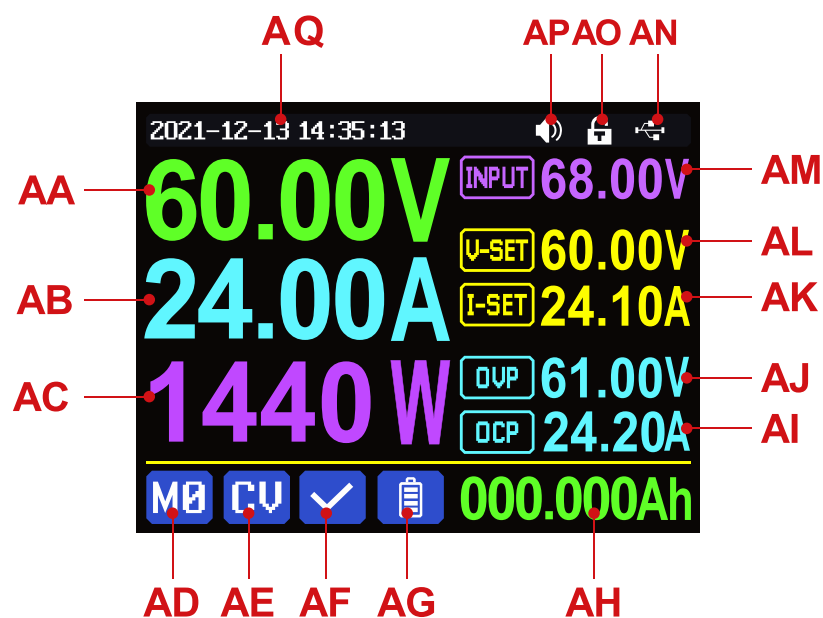 AQ AP AO AN
2021-12-13 14:35:13
AA 60.00V INPUT 68.00V AM
V-SET 60.00V AL
AB 24.00A I-SET 24.10A AK
AC 1440 W OVP 61.00V AJ
OCP 24.20A AI
M0 CV 000.000Ah
AD AE AF AG AH